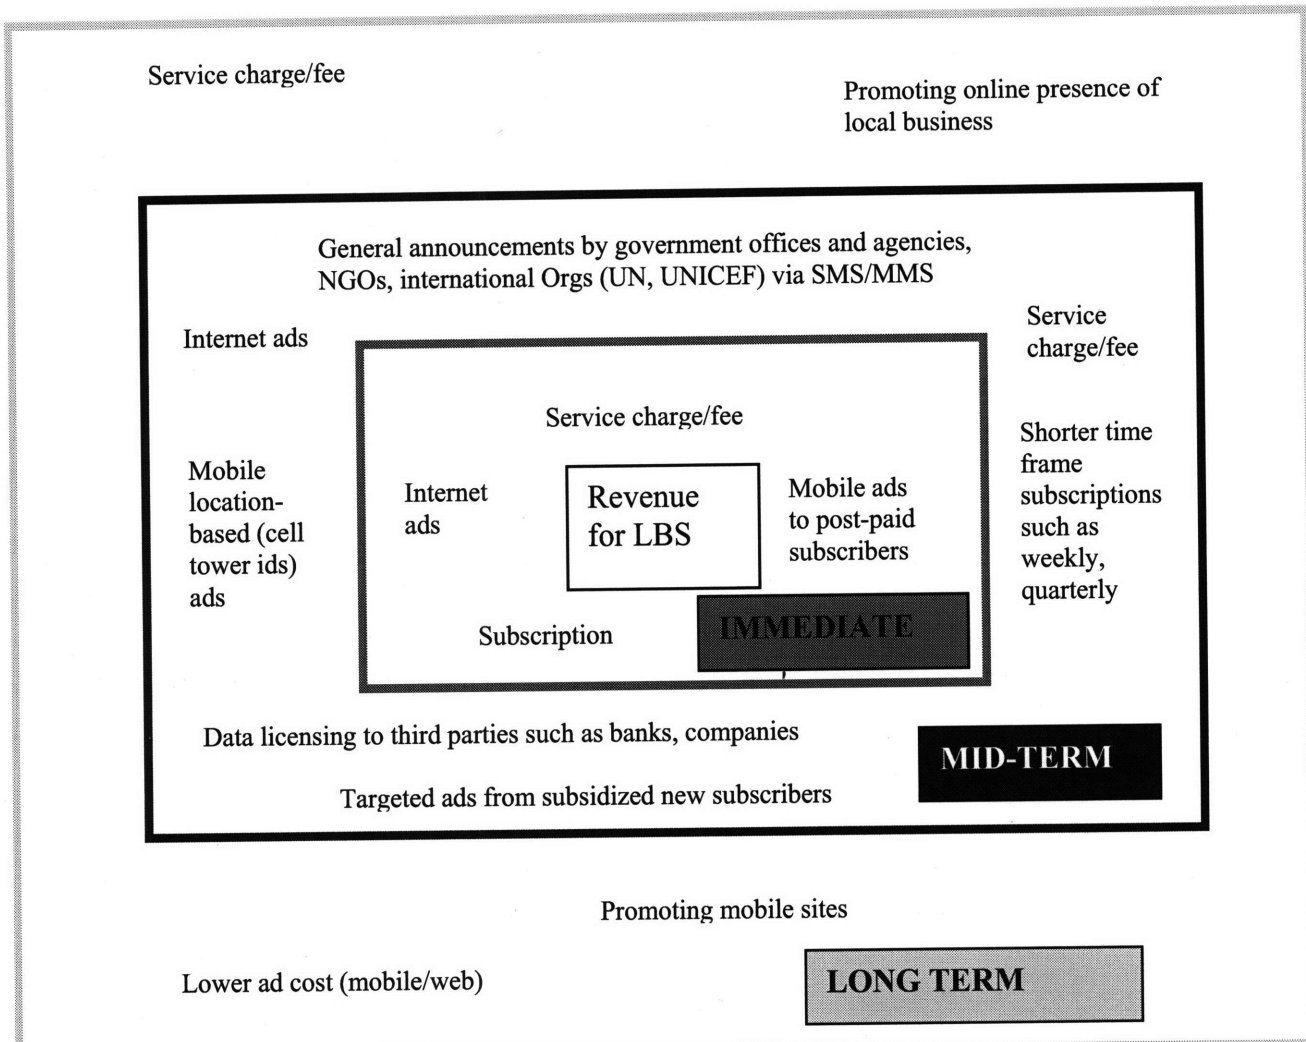 Service charge/fee
Promoting online presence of
local business
General announcements by government offices and agencies,
NGOs, international Orgs (UN, UNICEF) via SMS/MMS
Internet ads
Service
charge/fee
Service charge/fee
Mobile
location-
based (cell
tower ids)
ads
Internet
ads
Revenue
for LBS
Mobile ads
to post-paid
subscribers
Shorter time
frame
subscriptions
such as
weekly,
quarterly
Subscription
IMMEDIATE
Data licensing to third parties such as banks, companies
MID-TERM
Targeted ads from subsidized new subscribers
Promoting mobile sites
Lower ad cost (mobile/web)
LONG TERM